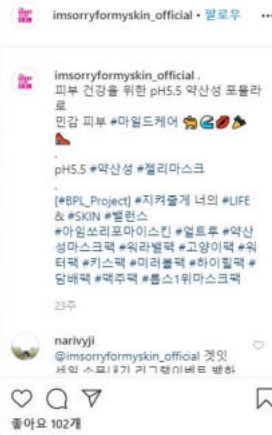 imsorryformyskin_official • 팔로우 ...
imsorryformyskin_official .
피부 건강을 위한 pH5.5 약산성 포뮬라
로
민감 피부 #마일드케어
.
pH5.5 #약산성 #젤리마스크
.
[#BPL_Project] #지켜줄게 너의 #LIFE
& #SKIN #밸런스
#아임쏘리포마이스킨 #얼트루 #약산
성마스크팩 #워라밸팩 #고양이팩 #워
터팩 #키스팩 #미러볼팩 #하이힐팩 #
담배팩 #맥주팩 #롭스1위마스크팩
23주
narivyji
@imsorryformyskin_official 겟잇
좋아요 102개